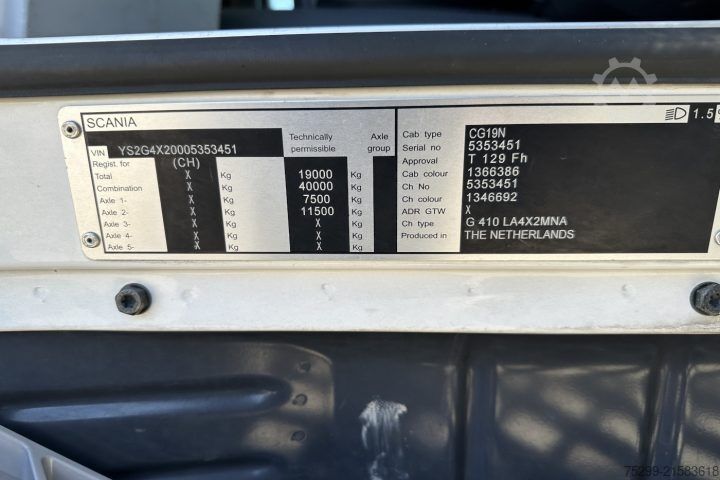 SCANIA
VIN YS2G4X20005353451 Technically permissible Axle group
Regist. for (CH)
Total X Kg 19000 Kg
Combination X Kg 40000 Kg
Axle 1- X Kg 7500 Kg
Axle 2- X Kg 11500 Kg
Axle 3- X Kg X Kg
Axle 4- X Kg X Kg
Axle 5- X Kg X Kg
Cab type CG19N
Serial no 5353451
Approval T 129 Fh
Cab colour 1366386
Ch No 5353451
Ch colour 1346692
ADR GTW X
Ch type G 410 LA4X2MNA
Produced in THE NETHERLANDS
1.5%
75299-21583618